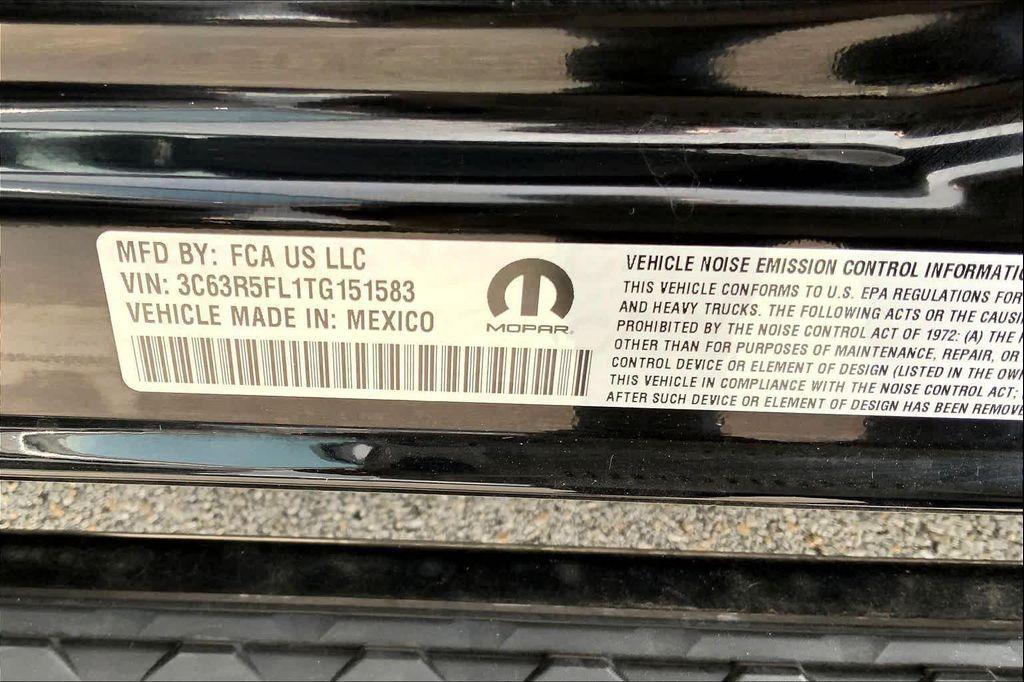 MFD BY: FCA US LLC
VIN: 3C63R5FL1TG151583
VEHICLE MADE IN: MEXICO
MOPAR®
VEHICLE NOISE EMISSION CONTROL INFORMATI
THIS VEHICLE CONFORMS TO U.S. EPA REGULATIONS FOR
AND HEAVY TRUCKS. THE FOLLOWING ACTS OR THE CAUSI
PROHIBITED BY THE NOISE CONTROL ACT OF 1972: (A) THE
OTHER THAN FOR PURPOSES OF MAINTENANCE, REPAIR, OR
CONTROL DEVICE OR ELEMENT OF DESIGN (LISTED IN THE OWN
THIS VEHICLE IN COMPLIANCE WITH THE NOISE CONTROL ACT;
AFTER SUCH DEVICE OR ELEMENT OF DESIGN HAS BEEN REMOVE